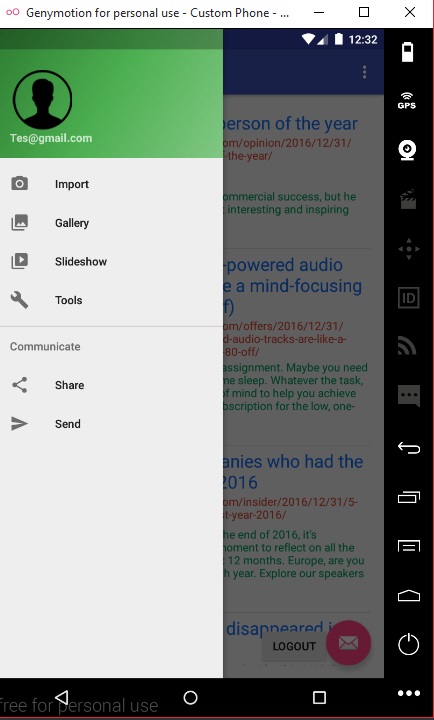 Genymotion for personal use - Custom Phone - ...
12:32
GPS
Tes@gmail.com
Import
Gallery
Slideshow
Tools
Communicate
Share
Send
erson of the year
om/opinion/2016/12/31/
f-the-year/
ommercial success, but he
t interesting and inspiring
-powered audio
e a mind-focusing
f)
om/offers/2016/12/31/
d-audio-tracks-are-like-a-
-80-off/
assignment. Maybe you need
me sleep. Whatever the task,
of mind to help you achieve
bscription for the low, one-
anies who had the
2016
om/insider/2016/12/31/5-
t-year-2016/
he end of 2016, it's
moment to reflect on all the
t 12 months. Europe, are you
h year. Explore our speakers
disappeared i
LOGOUT
ID
free for personal use